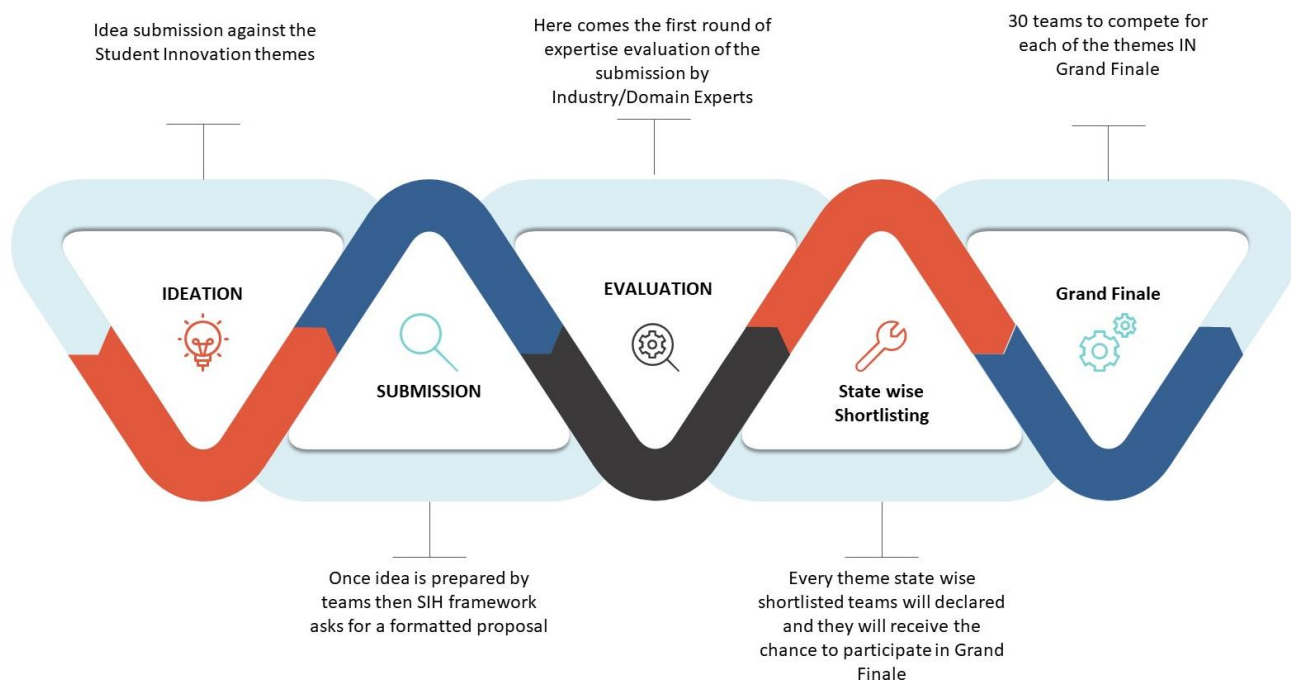 Idea submission against the
Student Innovation themes
Here comes the first round of
expertise evaluation of the
submission by
Industry/Domain Experts
30 teams to compete for
each of the themes IN
Grand Finale
IDEATION
SUBMISSION
EVALUATION
State wise
Shortlisting
Grand Finale
Once idea is prepared by
teams then SIH framework
asks for a formatted proposal
Every theme state wise
shortlisted teams will declared
and they will receive the
chance to participate in Grand
Finale